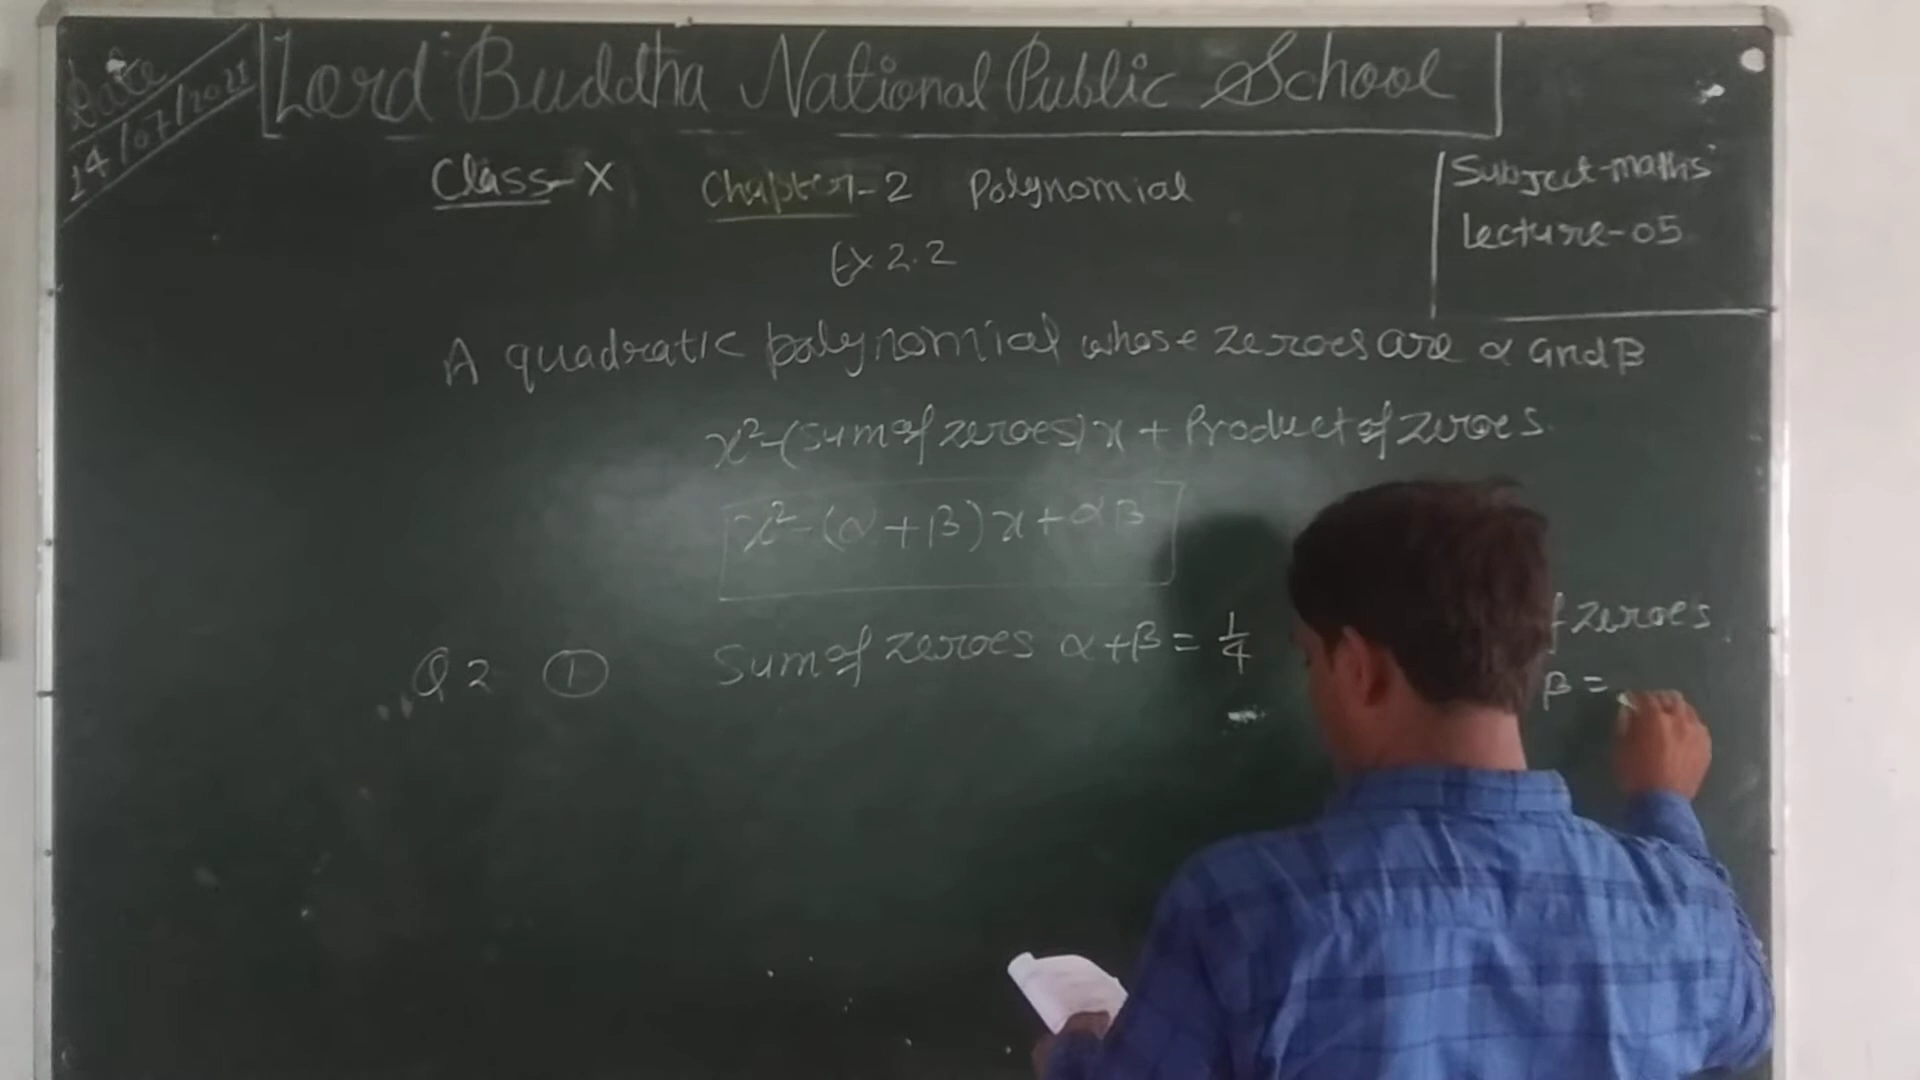 Date
14/07/2021
Lord Buddha National Public School
Class-X Chapter-2 Polynomial
Subject-maths
Lecture-05
Ex 2.2
A quadratic polynomial whose zeroes are α and β
x²-(Sum of zeroes)x + Product of zeroes
x²-(α+β)x+αβ
Q2 ① Sum of zeroes α+β = 1/4
f zeroes
β =